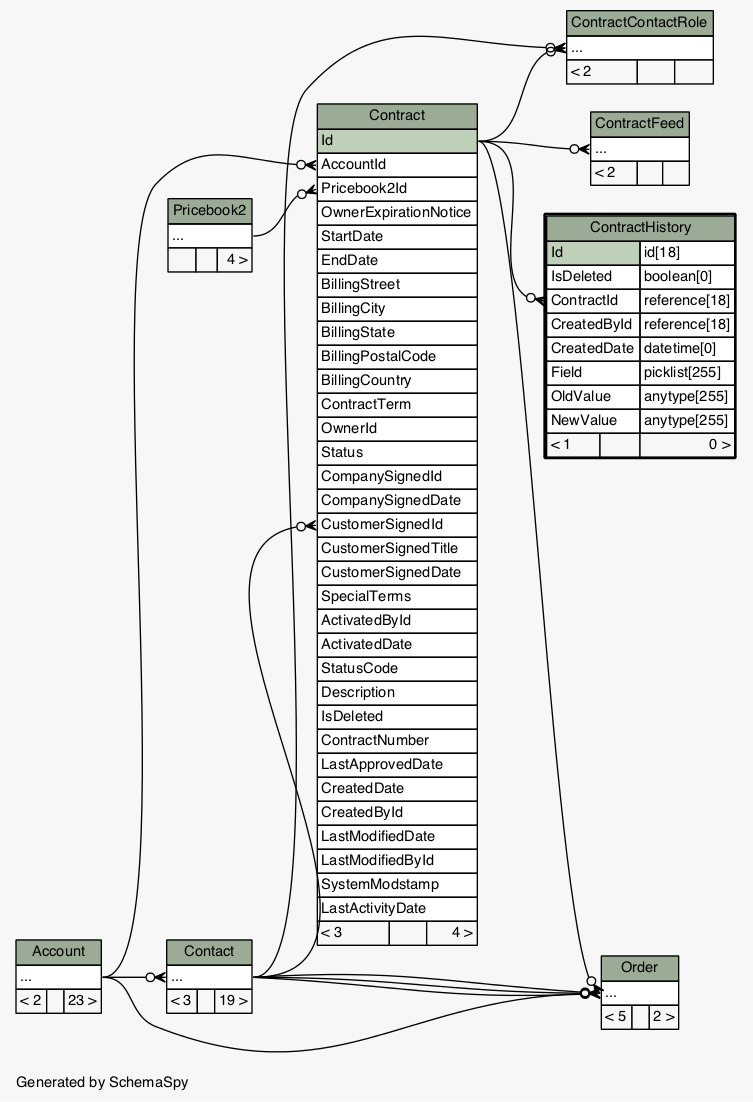 ContractContactRole
...
< 2
ContractFeed
...
< 2
Contract
Id
AccountId
Pricebook2Id
OwnerExpirationNotice
StartDate
EndDate
BillingStreet
BillingCity
BillingState
BillingPostalCode
BillingCountry
ContractTerm
OwnerId
Status
CompanySignedId
CompanySignedDate
CustomerSignedId
CustomerSignedTitle
CustomerSignedDate
SpecialTerms
ActivatedById
ActivatedDate
StatusCode
Description
IsDeleted
ContractNumber
LastApprovedDate
CreatedDate
CreatedById
LastModifiedDate
LastModifiedById
SystemModstamp
LastActivityDate
< 3 4 >
Pricebook2
...
4 >
ContractHistory
Id id[18]
IsDeleted boolean[0]
ContractId reference[18]
CreatedById reference[18]
CreatedDate datetime[0]
Field picklist[255]
OldValue anytype[255]
NewValue anytype[255]
< 1 0 >
Account
...
< 2 23 >
Contact
...
< 3 19 >
Order
...
< 5 2 >
Generated by SchemaSpy